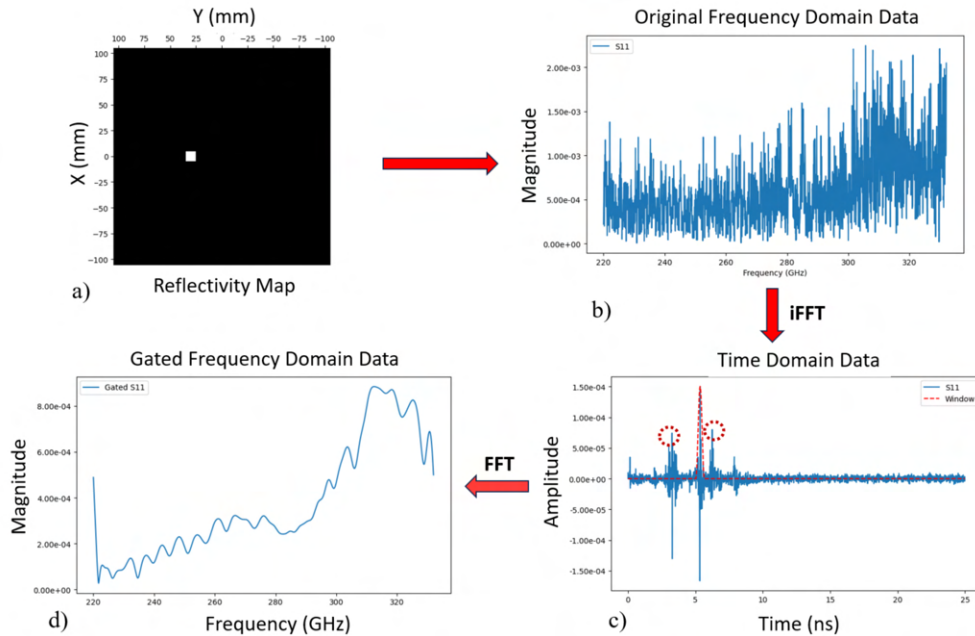 Y (mm)
100 75 50 25 0 −25 −50 −75 −100
100
75
50
25
0
−25
−50
−75
−100
X (mm)
Reflectivity Map
a)
Original Frequency Domain Data
S11
2.00e-03
1.50e-03
1.00e-03
5.00e-04
0.00e+00
Magnitude
220 240 260 280 300 320
Frequency (GHz)
b)
iFFT
Gated Frequency Domain Data
Gated S11
8.00e-04
6.00e-04
4.00e-04
2.00e-04
0.00e+00
Magnitude
220 240 260 280 300 320
Frequency (GHz)
d)
FFT
Time Domain Data
S11
Window
1.50e-04
1.00e-04
5.00e-05
0.00e+00
−5.00e-05
−1.00e-04
−1.50e-04
Amplitude
0 5 10 15 20 25
Time (ns)
c)